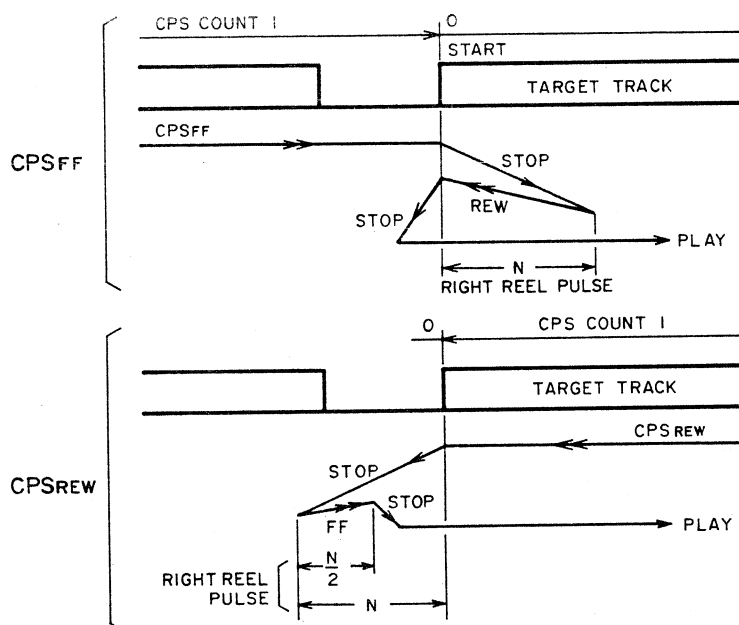 CPS COUNT 1
0
START
TARGET TRACK
CPSFF
CPSFF
STOP
REW
STOP
PLAY
N
RIGHT REEL PULSE
0
CPS COUNT 1
TARGET TRACK
CPSREW
CPSREW
STOP
STOP
FF
PLAY
N/2
RIGHT REEL
PULSE
N